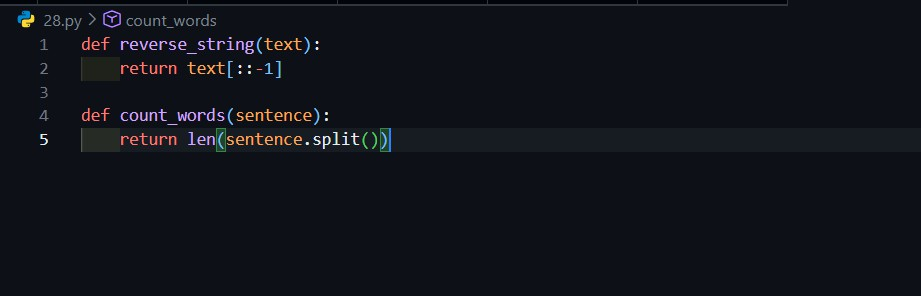 28.py > count_words
1 def reverse_string(text):
2     return text[::-1]
3
4 def count_words(sentence):
5     return len(sentence.split())